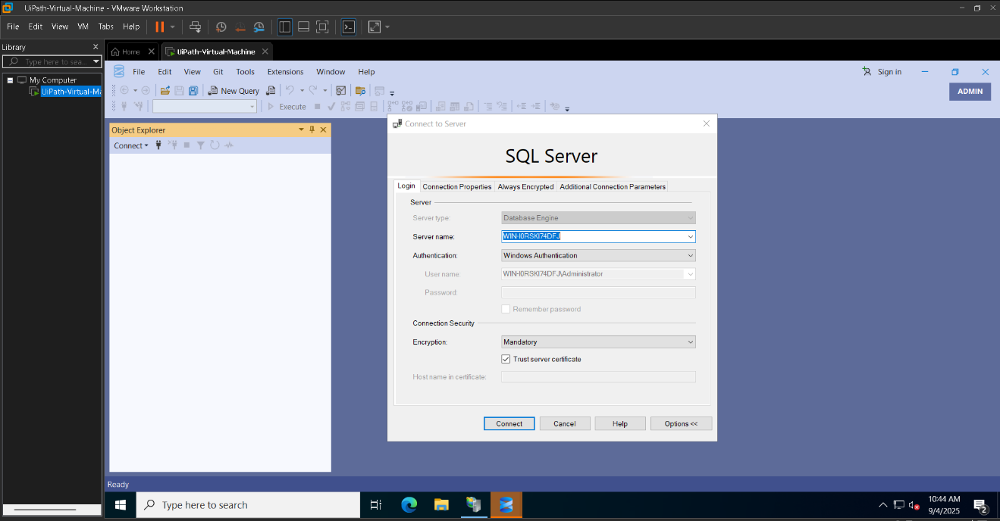 UiPath-Virtual-Machine - VMware Workstation
File Edit View VM Tabs Help
Library
Type here to sea...
My Computer
UiPath-Virtual-Ma
Home
UiPath-Virtual-Machine
File Edit View Git Tools Extensions Window Help
Sign in
New Query
ADMIN
Execute
Object Explorer
Connect
Connect to Server
SQL Server
Login Connection Properties Always Encrypted Additional Connection Parameters
Server
Server type: Database Engine
Server name: WIN-I0RSKI74DFJ
Authentication: Windows Authentication
User name: WIN-I0RSKI74DFJ\Administrator
Password:
Remember password
Connection Security
Encryption: Mandatory
Trust server certificate
Host name in certificate:
Connect Cancel Help Options <<
Ready
Type here to search
10:44 AM
9/4/2025
2